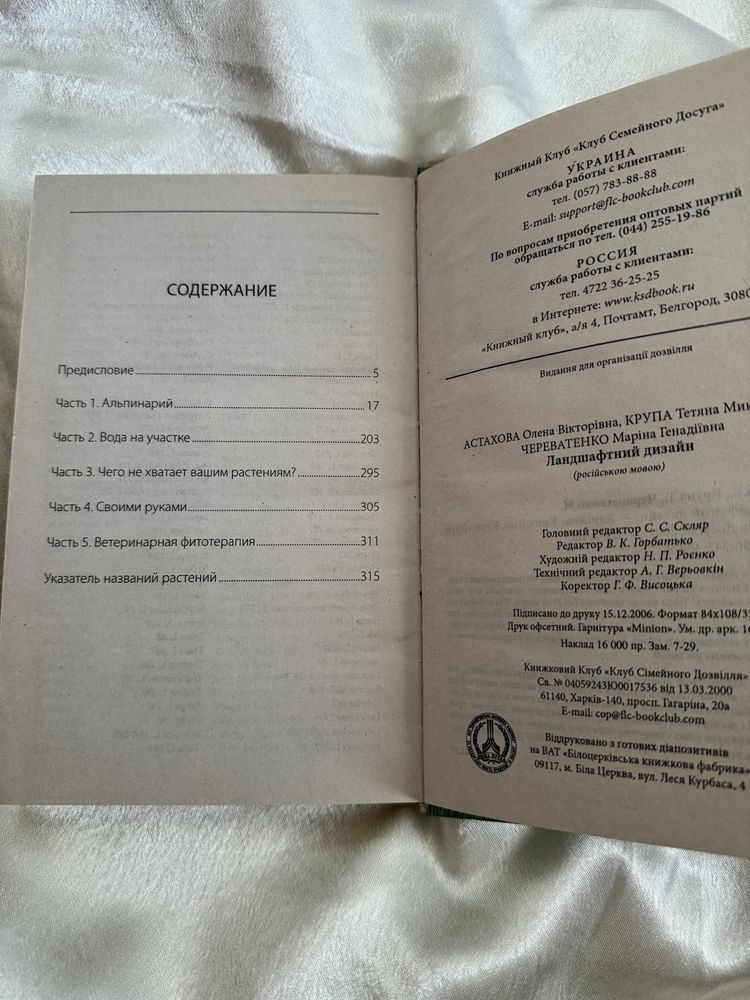 СОДЕРЖАНИЕ
Предисловие 5
Часть 1. Альпинарий 17
Часть 2. Вода на участке 203
Часть 3. Чего не хватает вашим растениям? 295
Часть 4. Своими руками 305
Часть 5. Ветеринарная фитотерапия 311
Указатель названий растений 315
Книжный Клуб «Клуб Семейного Досуга»
УКРАИНА
служба работы с клиентами:
тел. (057) 783-88-88
E-mail: support@flc-bookclub.com
По вопросам приобретения оптовых партий
обращаться по тел. (044) 255-19-86
РОССИЯ
служба работы с клиентами:
тел. 4722 36-25-25
в Интернете: www.ksdbook.ru
«Книжный клуб», а/я 4, Почтамт, Белгород, 3080
Видання для організації дозвілля
АСТАХОВА Олена Вікторівна, КРУПА Тетяна Мик
ЧЕРЕВАТЕНКО Маріна Генадіївна
Ландшафтний дизайн
(російською мовою)
Головний редактор С. С. Скляр
Редактор В. К. Горбатько
Художній редактор Н. П. Роєнко
Технічний редактор А. Г. Верьовкін
Коректор Г. Ф. Висоцька
Підписано до друку 15.12.2006. Формат 84x108/32
Друк офсетний. Гарнітура «Minion». Ум. др. арк. 16
Наклад 16 000 пр. Зам. 7-29.
Книжковий Клуб «Клуб Сімейного Дозвілля»
Св. № 04059243Ю0017536 від 13.03.2000
61140, Харків-140, просп. Гагаріна, 20а
E-mail: cop@flc-bookclub.com
Віддруковано з готових діапозитивів
на ВАТ «Білоцерківська книжкова фабрика»
09117, м. Біла Церква, вул. Леся Курбаса, 4